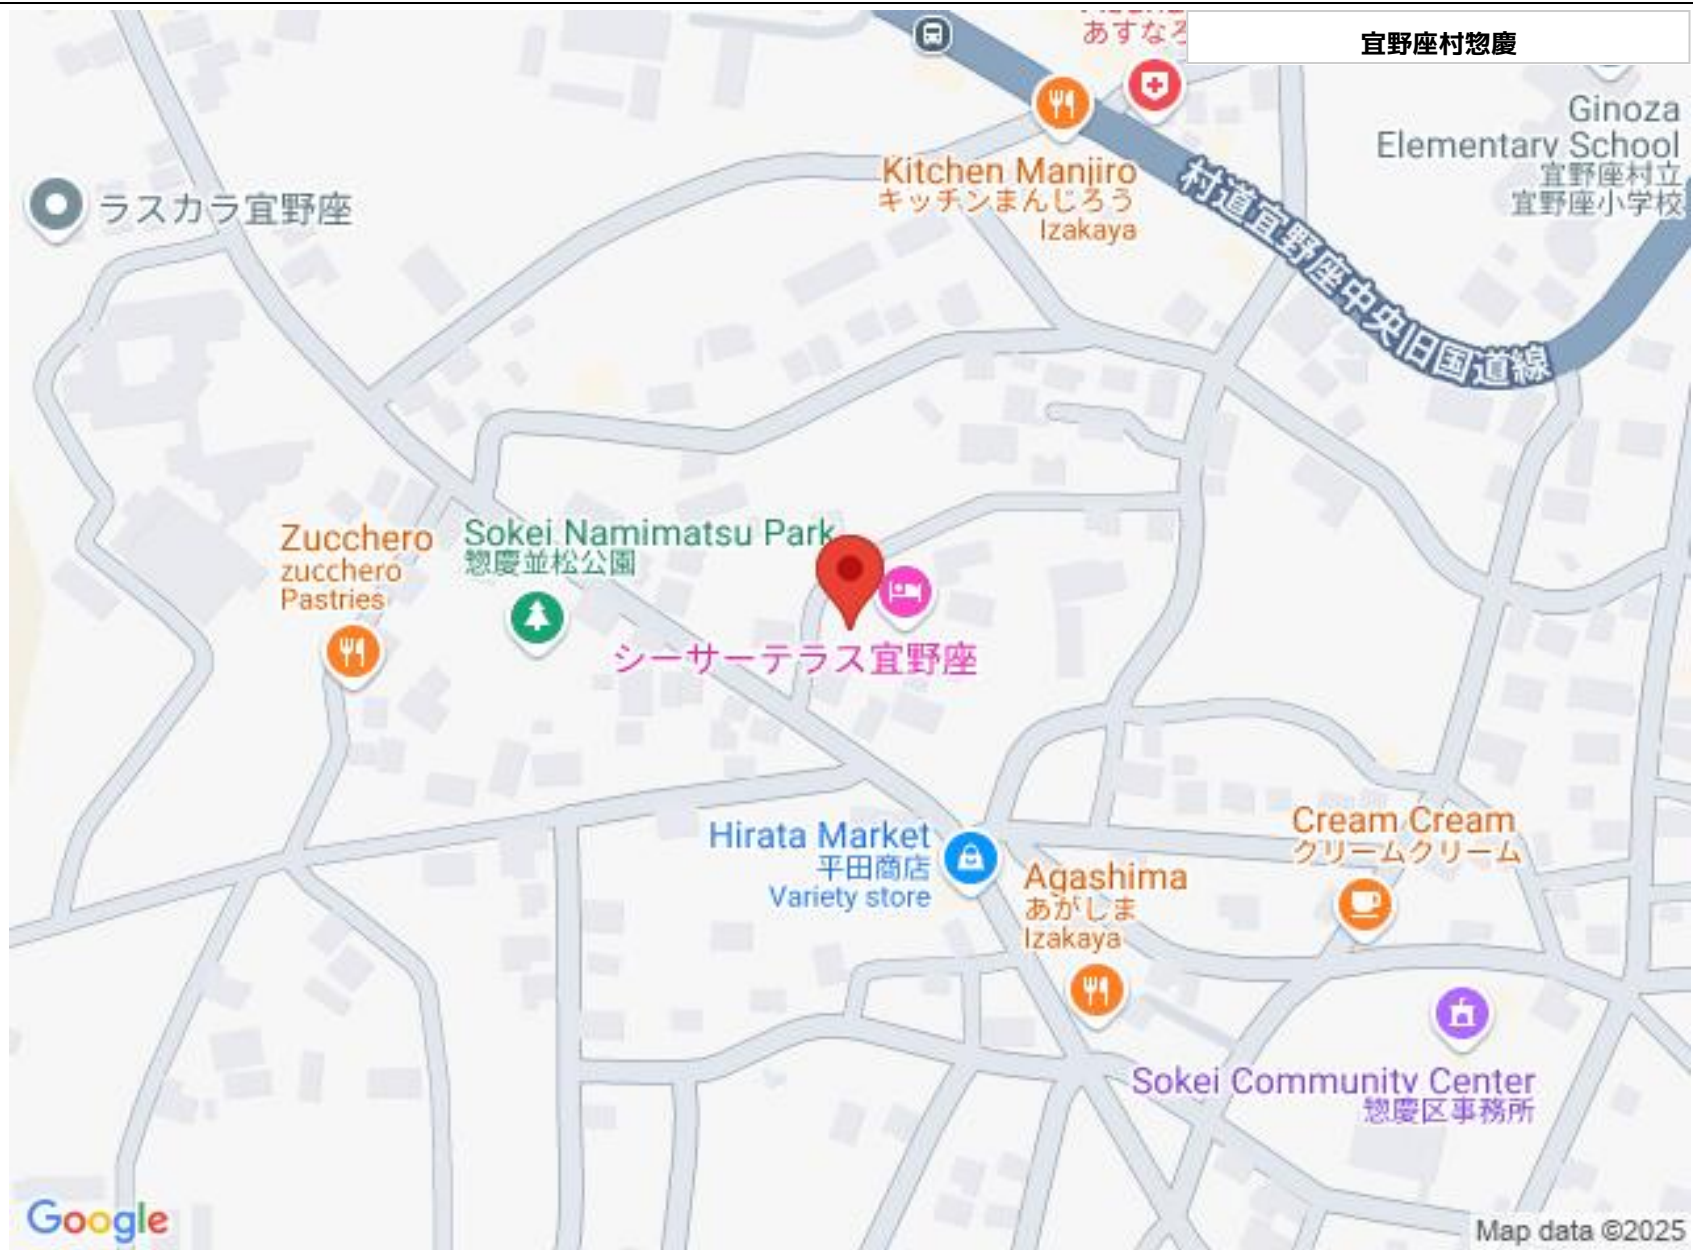 あすなろ
宜野座村惣慶
Ginoza
Elementary School
宜野座村立
宜野座小学校
Kitchen Manjiro
キッチンまんじろう
Izakaya
村道宜野座中央旧国道線
ラスカラ宜野座
Zucchero
zucchero
Pastries
Sokei Namimatsu Park
惣慶並松公園
シーサーテラス宜野座
Hirata Market
平田商店
Variety store
Agashima
あがしま
Izakaya
Cream Cream
クリームクリーム
Sokei Community Center
惣慶区事務所
Google
Map data ©2025